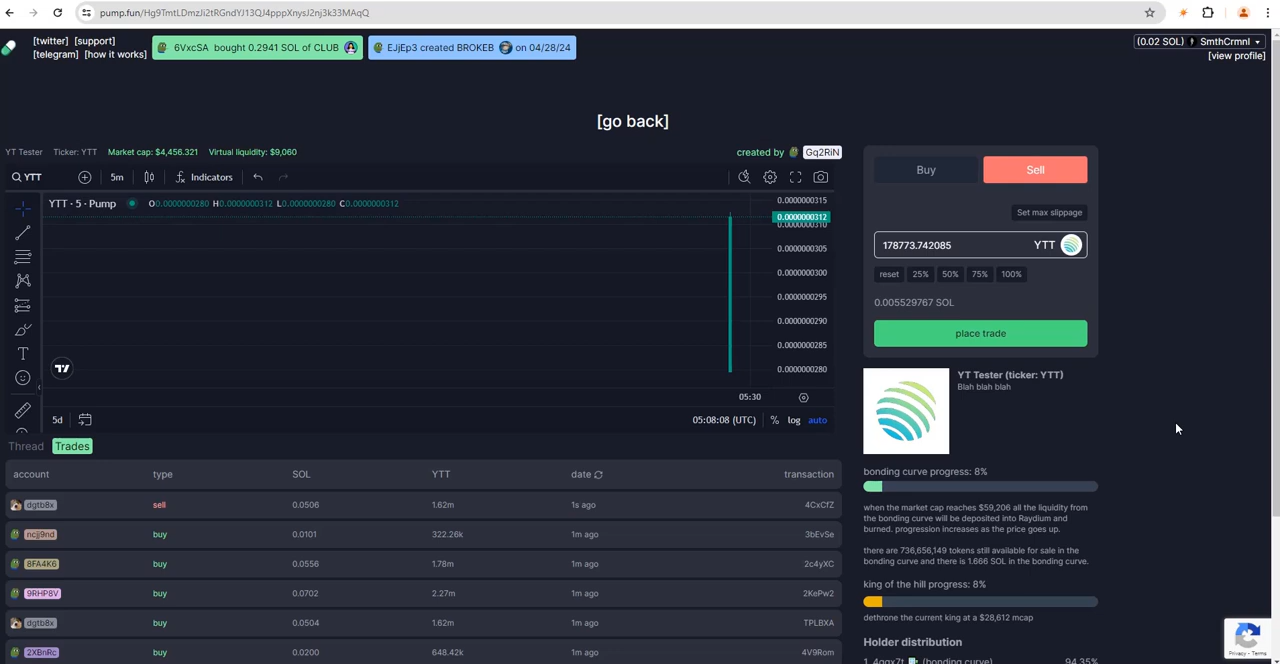 pump.fun/Hg9TmtLDmzJi2tRGndYJ13QJ4pppXnysJ2nj3k33MAqQ
[twitter] [support]
[telegram] [how it works]
6VxcSA bought 0.2941 SOL of CLUB
EJjEp3 created BROKEB on 04/28/24
(0.02 SOL) SmthCrmnl
[view profile]
[go back]
YT Tester Ticker: YTT Market cap: $4,456.321 Virtual liquidity: $9,060
created by Gq2RiN
YTT 5m Indicators
YTT · 5 · Pump O0.0000000280 H0.0000000312 L0.0000000280 C0.0000000312
0.0000000315
0.0000000312
0.0000000310
0.0000000305
0.0000000300
0.0000000295
0.0000000290
0.0000000285
0.0000000280
05:30
5d
05:08:08 (UTC) % log auto
Buy Sell
Set max slippage
178773.742085 YTT
reset 25% 50% 75% 100%
0.005529767 SOL
place trade
YT Tester (ticker: YTT)
Blah blah blah
bonding curve progress: 8%
when the market cap reaches $59,206 all the liquidity from
the bonding curve will be deposited into Raydium and
burned. progression increases as the price goes up.
there are 736,656,149 tokens still available for sale in the
bonding curve and there is 1.666 SOL in the bonding curve.
king of the hill progress: 8%
dethrone the current king at a $28,612 mcap
Holder distribution
1. 4gqx7t (bonding curve) 94.35%
Thread Trades
account type SOL YTT date transaction
dgtb8x sell 0.0506 1.62m 1s ago 4CxCfZ
ncjj9nd buy 0.0101 322.26k 1m ago 3bEvSe
8FA4K6 buy 0.0556 1.78m 1m ago 2c4yXC
9RHP8V buy 0.0702 2.27m 1m ago 2KePw2
dgtb8x buy 0.0504 1.62m 1m ago TPLBXA
2XBnRc buy 0.0200 648.42k 1m ago 4V9Rom
Privacy - Terms